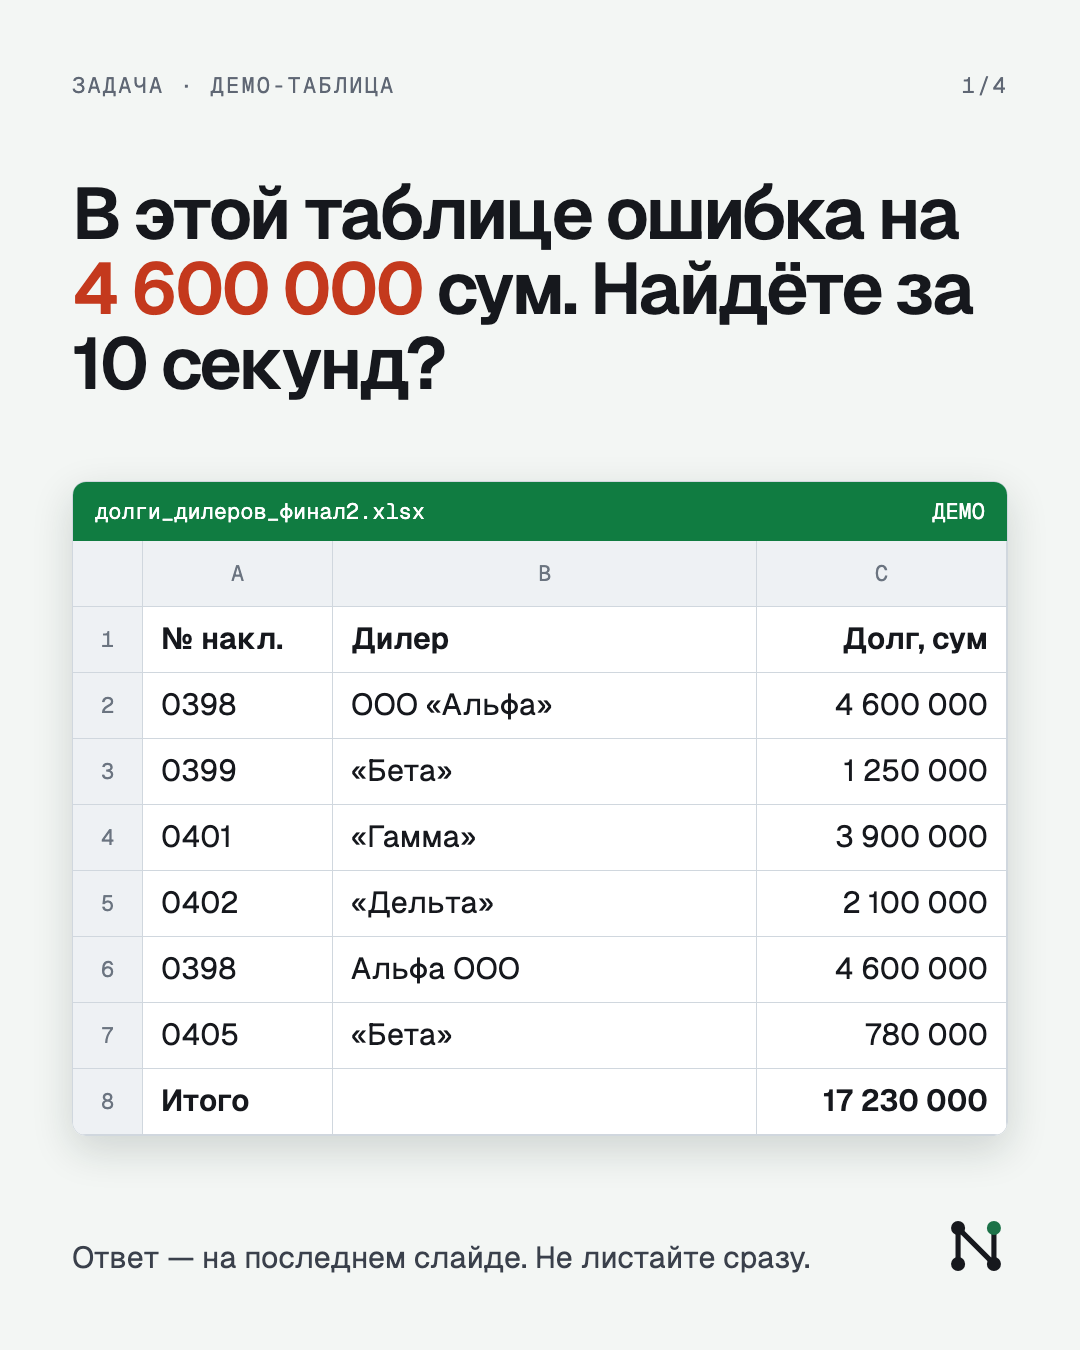 ЗАДАЧА · ДЕМО-ТАБЛИЦА 1/4
В этой таблице ошибка на
4 600 000 сум. Найдёте за
10 секунд?
долги_дилеров_финал2.xlsx ДЕМО
A B C
1 № накл. Дилер Долг, сум
2 0398 ООО «Альфа» 4 600 000
3 0399 «Бета» 1 250 000
4 0401 «Гамма» 3 900 000
5 0402 «Дельта» 2 100 000
6 0398 Альфа ООО 4 600 000
7 0405 «Бета» 780 000
8 Итого 17 230 000
Ответ — на последнем слайде. Не листайте сразу.